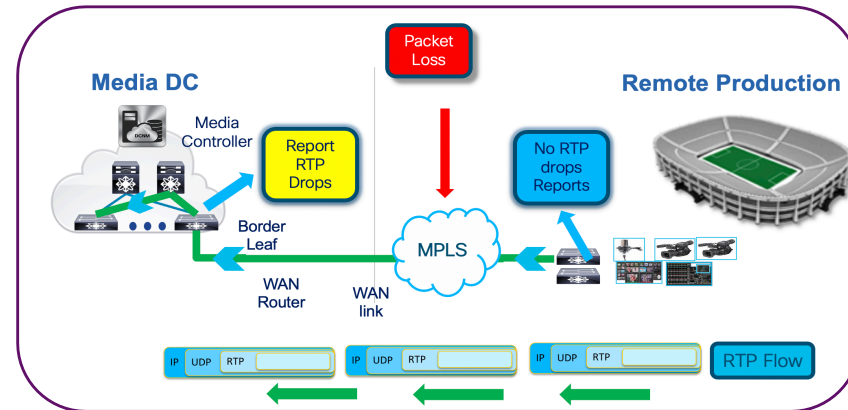 Packet
Loss
Media DC
Remote Production
DCNM
Media
Controller
Report
RTP
Drops
No RTP
drops
Reports
Border
Leaf
MPLS
WAN
Router
WAN
link
IP UDP RTP
IP UDP RTP
IP UDP RTP
RTP Flow